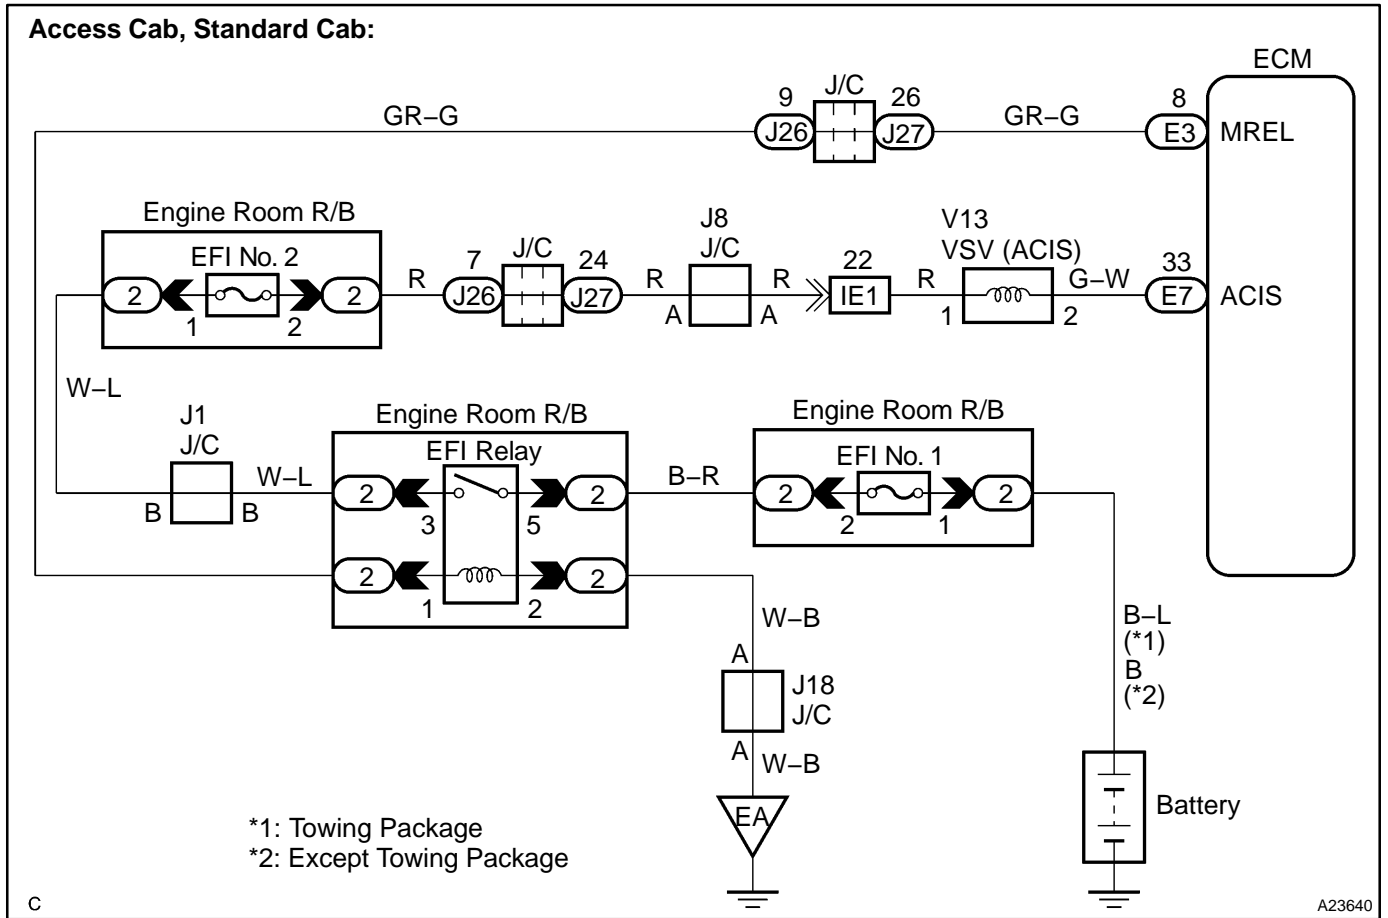 Access Cab, Standard Cab:
ECM
J/C
9
26
8
GR–G
J26
J27
GR–G
E3
MREL
Engine Room R/B
EFI No. 2
2
1
2
2
R
7
J/C
24
J26
J27
R
J8
J/C
A
A
R
22
IE1
R
V13
VSV (ACIS)
1
2
G–W
33
E7
ACIS
W–L
J1
J/C
B
B
W–L
Engine Room R/B
EFI Relay
2
3
5
2
2
1
2
2
B–R
Engine Room R/B
EFI No. 1
2
2
1
2
W–B
A
J18
J/C
A
W–B
EA
B–L
(*1)
B
(*2)
Battery
*1: Towing Package
*2: Except Towing Package
C
A23640